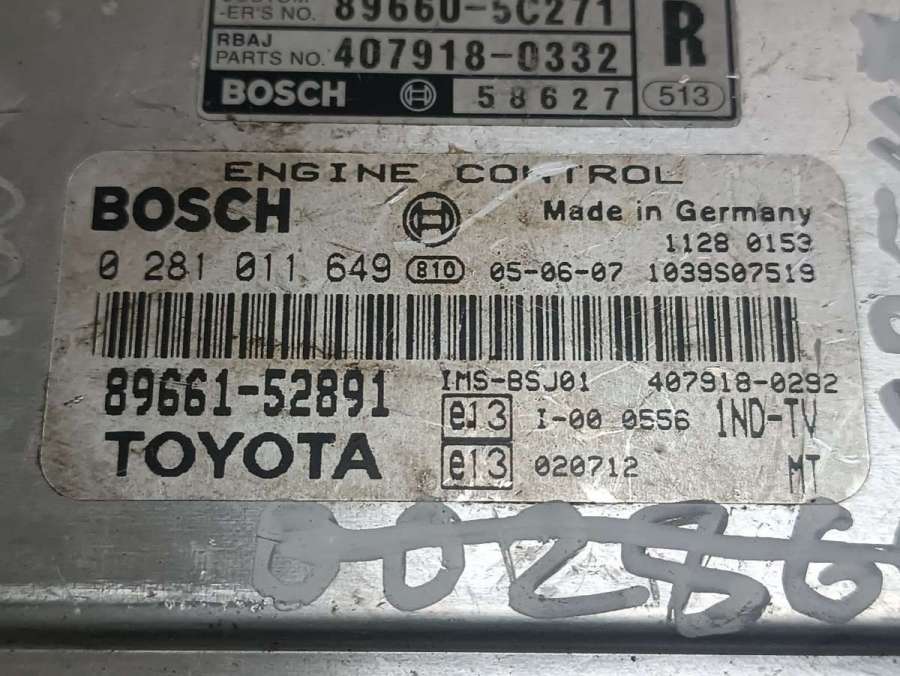 -ER'S NO. 89660-5C271
R
RBAJ
PARTS NO. 407918-0332
BOSCH 58627 513
ENGINE CONTROL
BOSCH Made in Germany
1128 0153
0 281 011 649 810 05-06-07 1039S07519
89661-52891 IMS-BSJ01 407918-0292
e13 I-00 0556 1ND-TV
TOYOTA e13 020712 MT